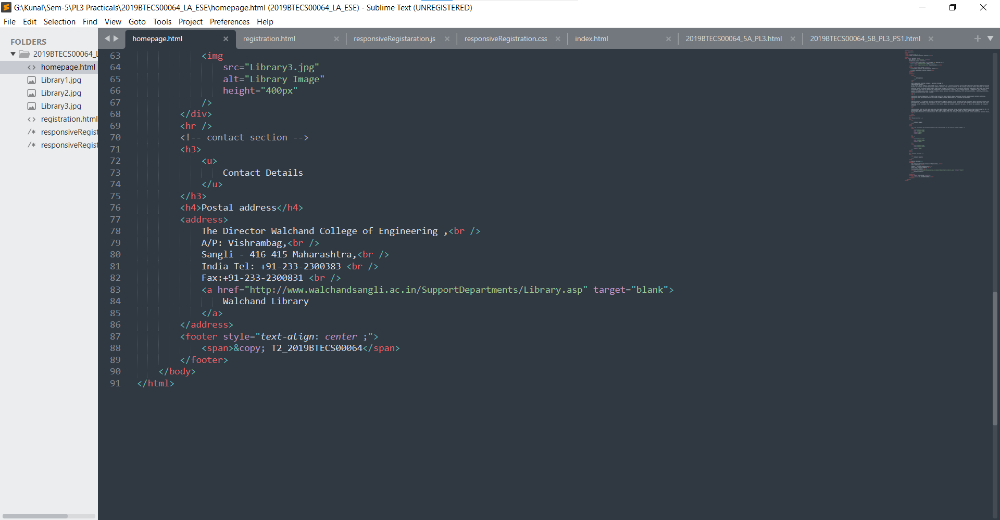 G:\Kunal\Sem-5\PL3 Practicals\2019BTECS00064_LA_ESE\homepage.html (2019BTECS00064_LA_ESE) - Sublime Text (UNREGISTERED)
File Edit Selection Find View Goto Tools Project Preferences Help
FOLDERS
2019BTECS00064_L
homepage.html
Library1.jpg
Library2.jpg
Library3.jpg
registration.html
responsiveRegist
responsiveRegist
homepage.html registration.html responsiveRegistaration.js responsiveRegistration.css index.html 2019BTECS00064_5A_PL3.html 2019BTECS00064_5B_PL3_PS1.html
63 <img
64 src="Library3.jpg"
65 alt="Library Image"
66 height="400px"
67 />
68 </div>
69 <hr />
70 <!-- contact section -->
71 <h3>
72 <u>
73 Contact Details
74 </u>
75 </h3>
76 <h4>Postal address</h4>
77 <address>
78 The Director Walchand College of Engineering ,<br />
79 A/P: Vishrambag,<br />
80 Sangli - 416 415 Maharashtra,<br />
81 India Tel: +91-233-2300383 <br />
82 Fax:+91-233-2300831 <br />
83 <a href="http://www.walchandsangli.ac.in/SupportDepartments/Library.asp" target="blank">
84 Walchand Library
85 </a>
86 </address>
87 <footer style="text-align: center ;">
88 <span>&copy; T2_2019BTECS00064</span>
89 </footer>
90 </body>
91 </html>